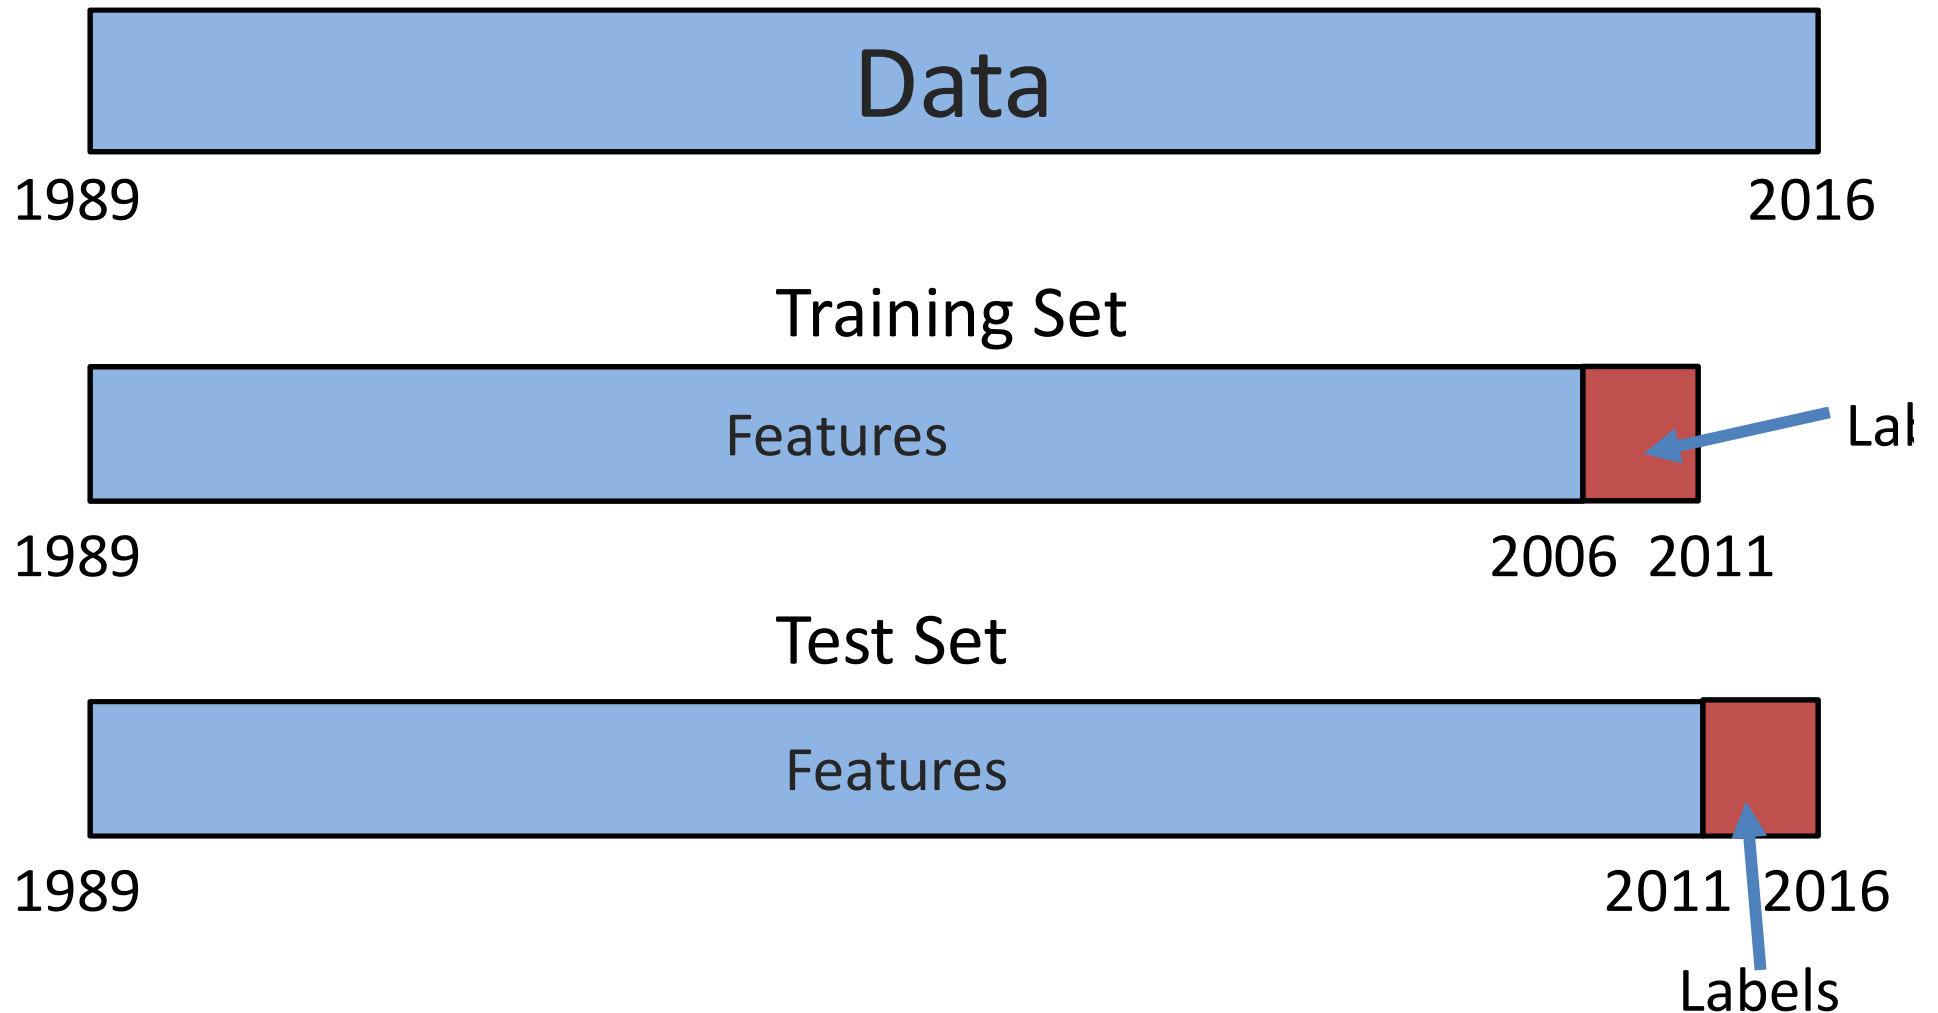 Data
1989 2016
Training Set
Features
1989 2006 2011
Test Set
Features
1989 2011 2016
Labels